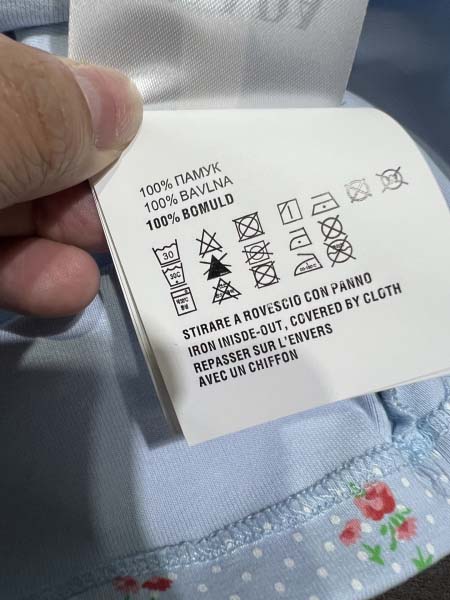 100% ПАМУК
100% BAVLNA
100% BOMULD
30
30C
STIRARE A ROVESCIO CON PANNO
IRON INISDE-OUT, COVERED BY CLOTH
REPASSER SUR L'ENVERS
AVEC UN CHIFFON